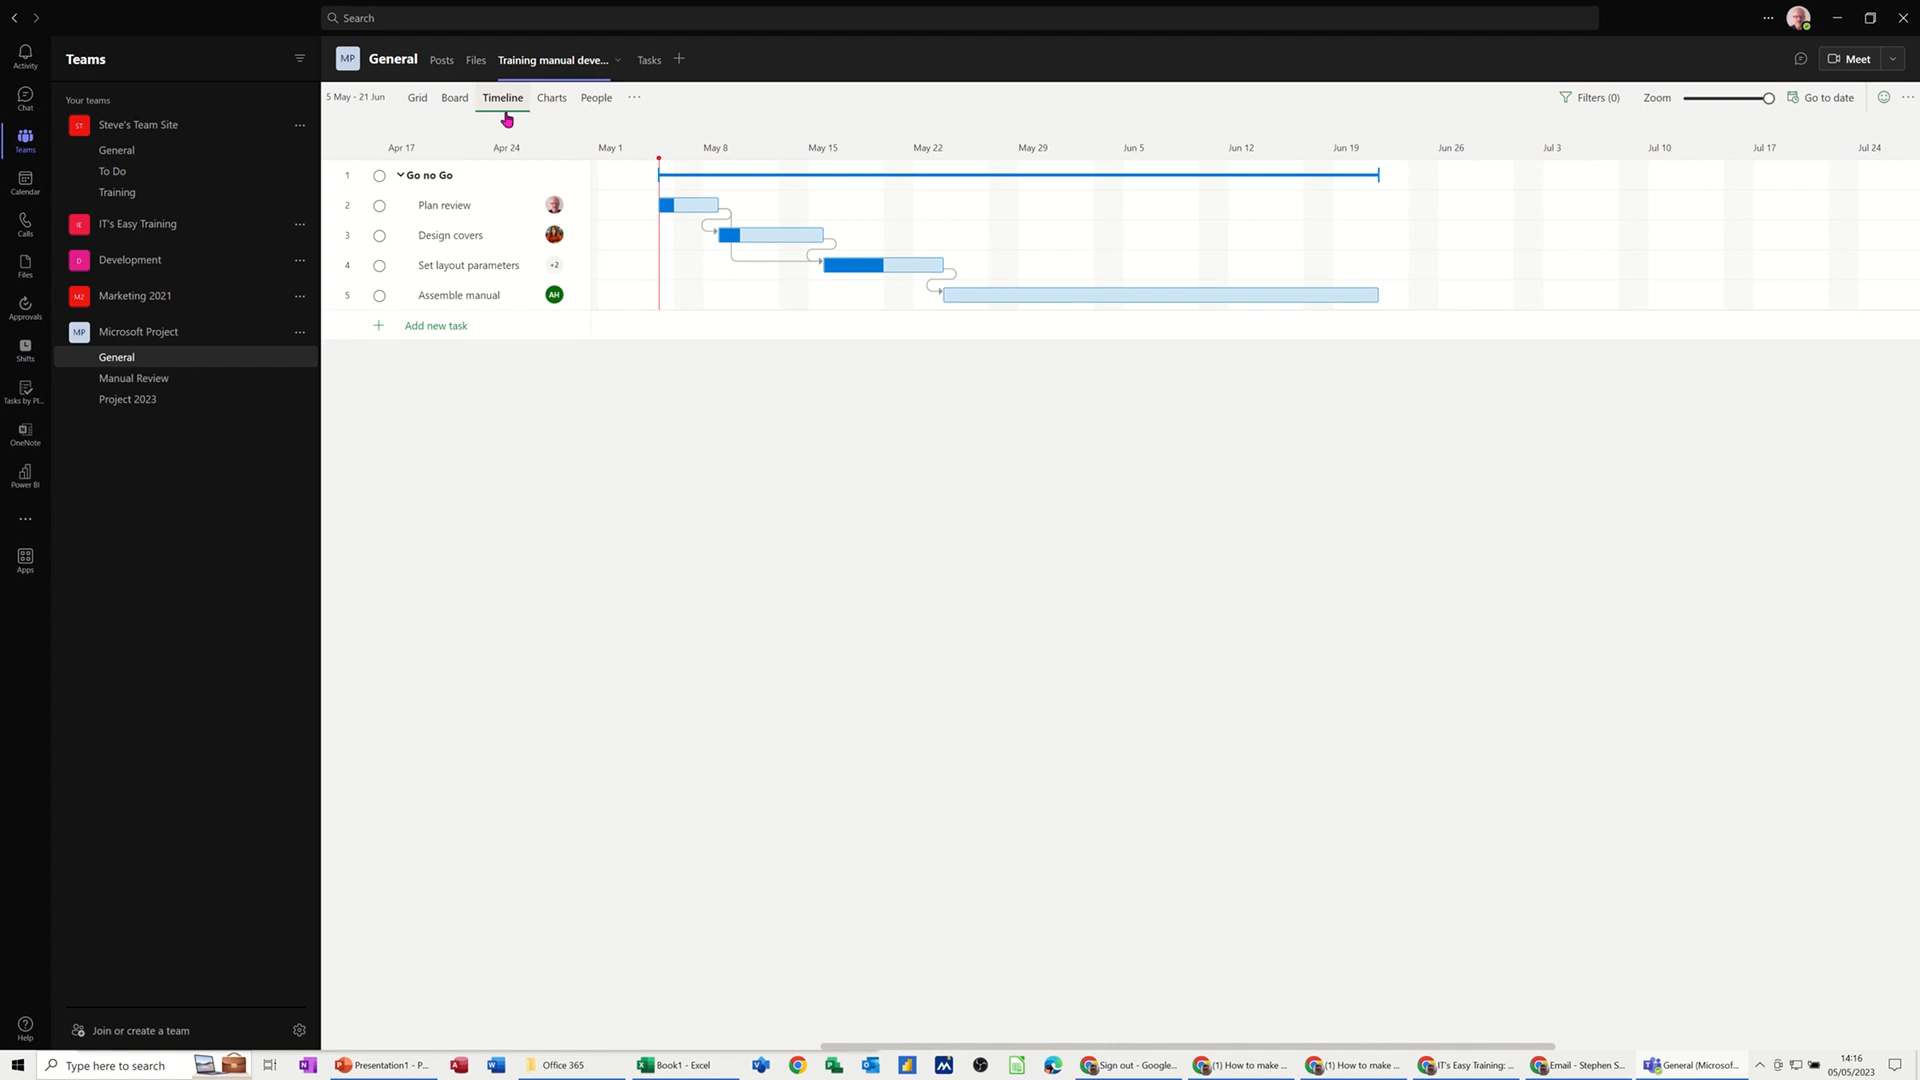 Search
Activity
Chat
Teams
Calendar
Calls
Files
Approvals
Shifts
Tasks by Pl...
OneNote
Power BI
Apps
Help
Teams
Your teams
ST Steve's Team Site
General
To Do
Training
IE IT's Easy Training
D Development
M2 Marketing 2021
MP Microsoft Project
General
Manual Review
Project 2023
Join or create a team
MP General Posts Files Training manual deve... Tasks
Meet
5 May - 21 Jun Grid Board Timeline Charts People
Filters (0) Zoom Go to date
Apr 17 Apr 24 May 1 May 8 May 15 May 22 May 29 Jun 5 Jun 12 Jun 19 Jun 26 Jul 3 Jul 10 Jul 17 Jul 24
1 Go no Go
2 Plan review
3 Design covers
4 Set layout parameters +2
5 Assemble manual AH
Add new task
Type here to search
Presentation1 - P...
Office 365
Book1 - Excel
Sign out - Google...
(1) How to make ...
(1) How to make ...
IT's Easy Training: ...
Email - Stephen S...
General (Microsof...
14:16
05/05/2023